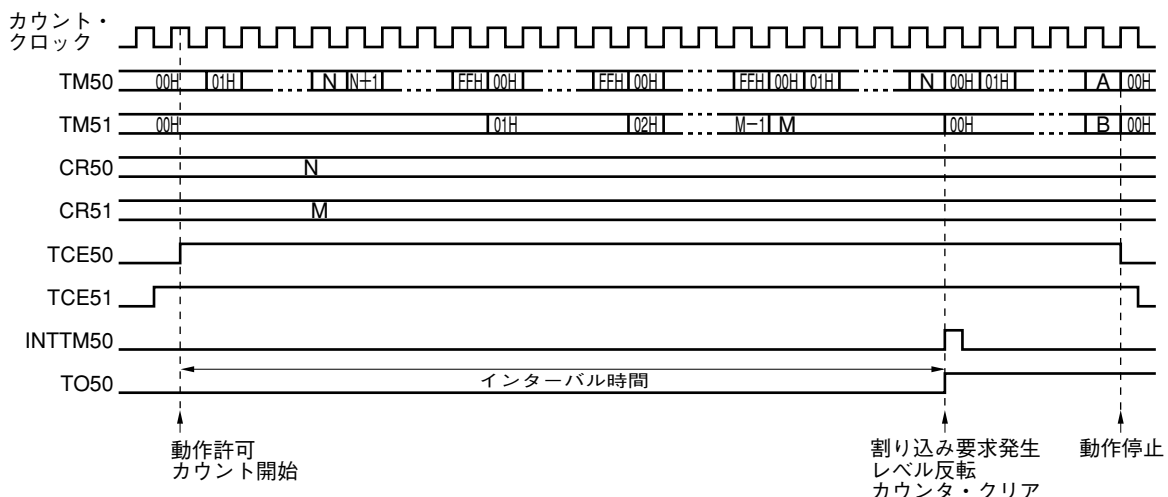 カウント・
クロック
TM50 00H 01H N N+1 FFH 00H FFH 00H FFH 00H 01H N 00H 01H A 00H
TM51 00H 01H 02H M-1 M 00H B 00H
CR50 N
CR51 M
TCE50
TCE51
INTTM50
TO50 インターバル時間
動作許可
カウント開始
割り込み要求発生
レベル反転
カウンタ・クリア
動作停止